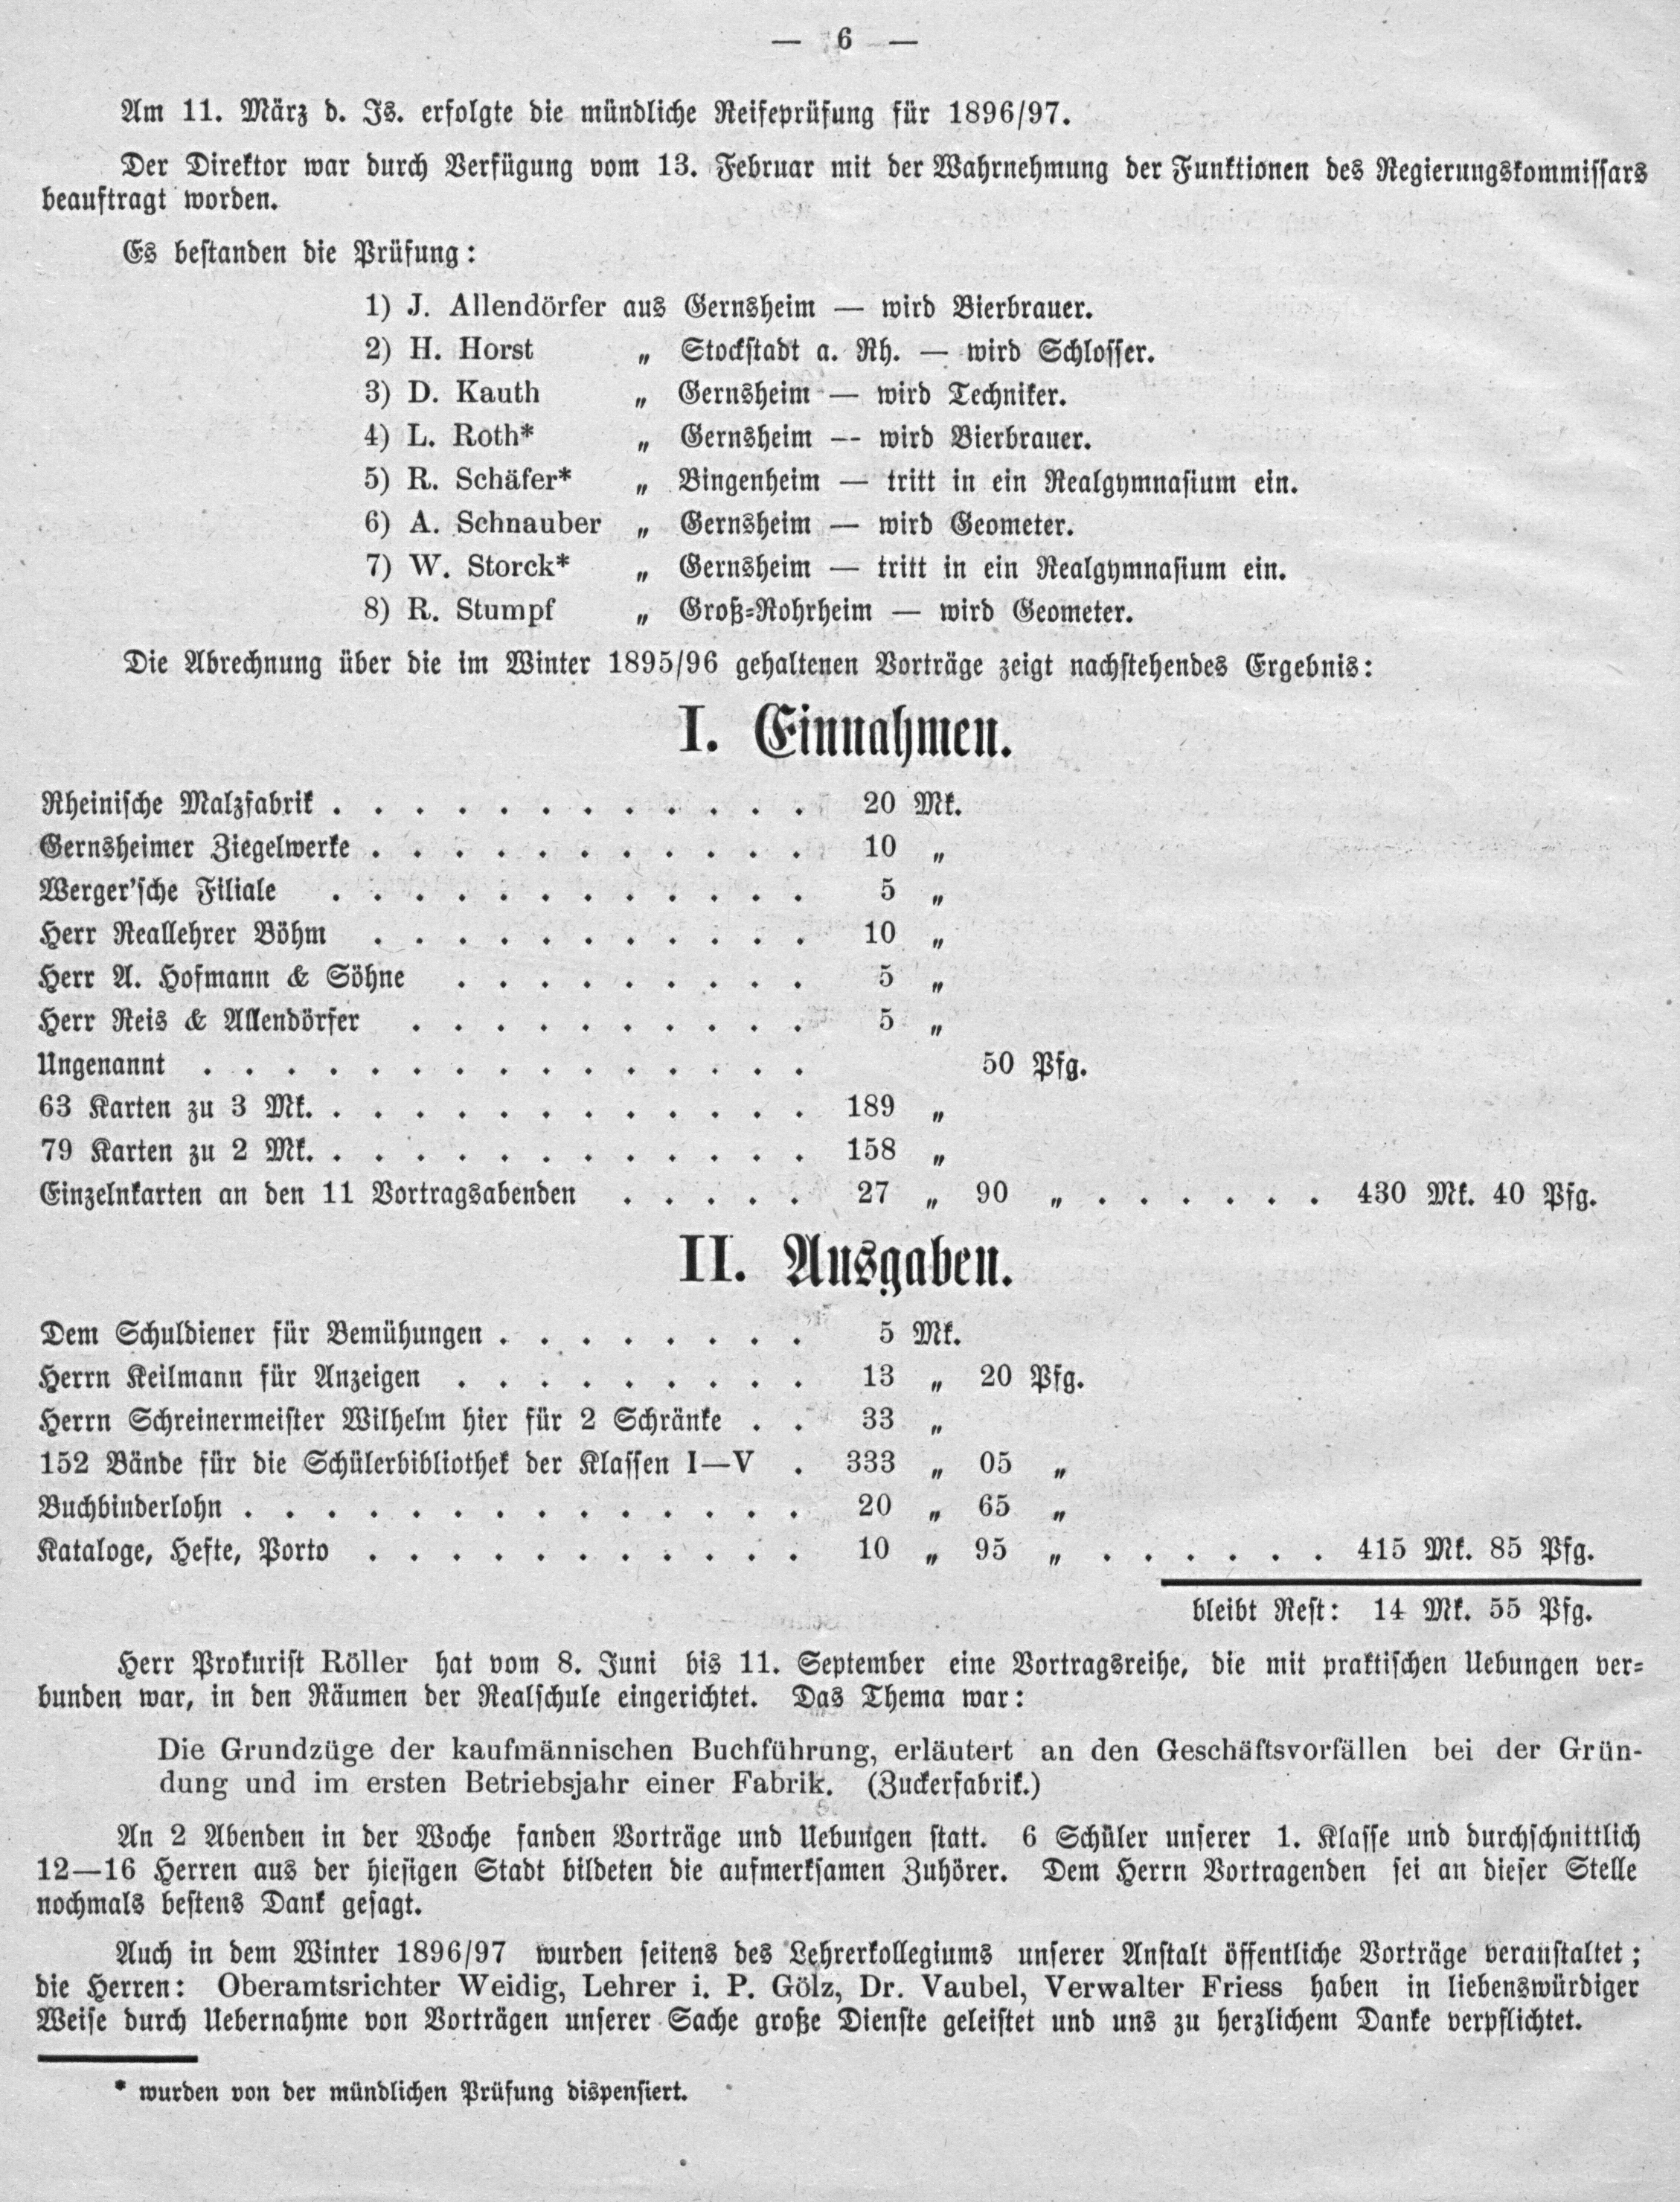 — 6 —
Am 11. März d. Js. erfolgte die mündliche Reifeprüfung für 1896/97.
Der Direktor war durch Verfügung vom 13. Februar mit der Wahrnehmung der Funktionen des Regierungskommissars
beauftragt worden.
Es bestanden die Prüfung:
1) J. Allendörfer aus Gernsheim — wird Bierbrauer.
2) H. Horst „ Stockstadt a. Rh. — wird Schlosser.
3) D. Kauth „ Gernsheim — wird Techniker.
4) L. Roth* „ Gernsheim — wird Bierbrauer.
5) R. Schäfer* „ Bingenheim — tritt in ein Realgymnasium ein.
6) A. Schnauber „ Gernsheim — wird Geometer.
7) W. Storck* „ Gernsheim — tritt in ein Realgymnasium ein.
8) R. Stumpf „ Groß-Rohrheim — wird Geometer.
Die Abrechnung über die im Winter 1895/96 gehaltenen Vorträge zeigt nachstehendes Ergebnis:
I. Einnahmen.
Rheinische Malzfabrik . . . . . . . . . . . . 20 Mk.
Gernsheimer Ziegelwerke . . . . . . . . . . . 10 „
Werger'sche Filiale . . . . . . . . . . . . 5 „
Herr Reallehrer Böhm . . . . . . . . . . . 10 „
Herr A. Hofmann & Söhne . . . . . . . . . 5 „
Herr Reis & Allendörfer . . . . . . . . . . 5 „
Ungenannt . . . . . . . . . . . . . . . 50 Pfg.
63 Karten zu 3 Mk. . . . . . . . . . . . . 189 „
79 Karten zu 2 Mk. . . . . . . . . . . . . 158 „
Einzelnkarten an den 11 Vortragsabenden . . . . . 27 „ 90 „ . . . . . . 430 Mk. 40 Pfg.
II. Ausgaben.
Dem Schuldiener für Bemühungen . . . . . . . . 5 Mk.
Herrn Keilmann für Anzeigen . . . . . . . . . 13 „ 20 Pfg.
Herrn Schreinermeister Wilhelm hier für 2 Schränke . . 33 „
152 Bände für die Schülerbibliothek der Klassen I—V . 333 „ 05 „
Buchbinderlohn . . . . . . . . . . . . . . 20 „ 65 „
Kataloge, Hefte, Porto . . . . . . . . . . . 10 „ 95 „ . . . . . . 415 Mk. 85 Pfg.
bleibt Rest: 14 Mk. 55 Pfg.
Herr Prokurist Röller hat vom 8. Juni bis 11. September eine Vortragsreihe, die mit praktischen Uebungen ver-
bunden war, in den Räumen der Realschule eingerichtet. Das Thema war:
Die Grundzüge der kaufmännischen Buchführung, erläutert an den Geschäftsvorfällen bei der Grün-
dung und im ersten Betriebsjahr einer Fabrik. (Zuckerfabrik.)
An 2 Abenden in der Woche fanden Vorträge und Uebungen statt. 6 Schüler unserer 1. Klasse und durchschnittlich
12—16 Herren aus der hiesigen Stadt bildeten die aufmerksamen Zuhörer. Dem Herrn Vortragenden sei an dieser Stelle
nochmals bestens Dank gesagt.
Auch in dem Winter 1896/97 wurden seitens des Lehrerkollegiums unserer Anstalt öffentliche Vorträge veranstaltet;
die Herren: Oberamtsrichter Weidig, Lehrer i. P. Gölz, Dr. Vaubel, Verwalter Friess haben in liebenswürdiger
Weise durch Uebernahme von Vorträgen unserer Sache große Dienste geleistet und uns zu herzlichem Danke verpflichtet.
* wurden von der mündlichen Prüfung dispensiert.